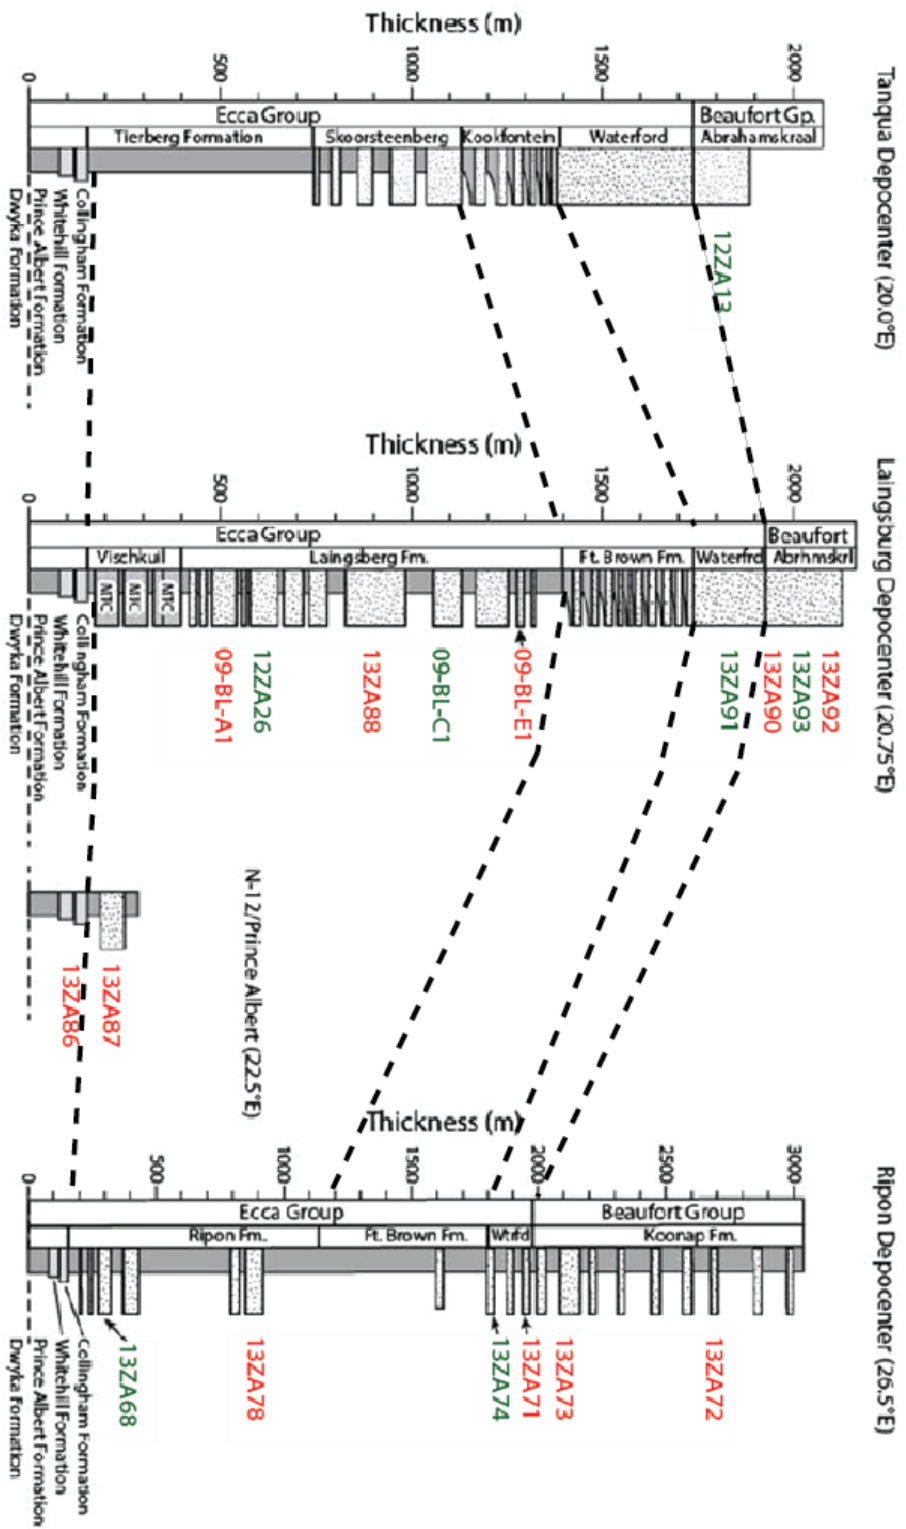 Tanqua Depocenter (20.0°E)
Thickness (m)
0
500
1000
1500
2000
Ecca Group
Beaufort Gp.
Tierberg Formation
Skoorsteenberg
Kookfontein
Waterford
Abrahamskraal
12ZA13
Collingham Formation
Whitehill Formation
Prince Albert Formation
Dwyka Formation
Laingsburg Depocenter (20.75°E)
Thickness (m)
0
500
1000
1500
2000
Ecca Group
Beaufort
Vischkuil
Laingsberg Fm.
Ft. Brown Fm.
Waterfrd
Abrhmskrl
MTC
MTC
MTC
09-BL-A1
12ZA26
13ZA88
09-BL-C1
09-BL-E1
13ZA91
13ZA90
13ZA93
13ZA92
Collingham Formation
Whitehill Formation
Prince Albert Formation
Dwyka Formation
N-12/Prince Albert (22.5°E)
13ZA86
13ZA87
Ripon Depocenter (26.5°E)
Thickness (m)
0
500
1000
1500
2000
25000
30000
Ecca Group
Beaufort Group
Ripon Fm.
Ft. Brown Fm.
Wtrfd
Koonap Fm.
13ZA68
13ZA78
13ZA74
13ZA71
13ZA73
13ZA72
Collingham Formation
Whitehill Formation
Prince Albert Formation
Dwyka Formation